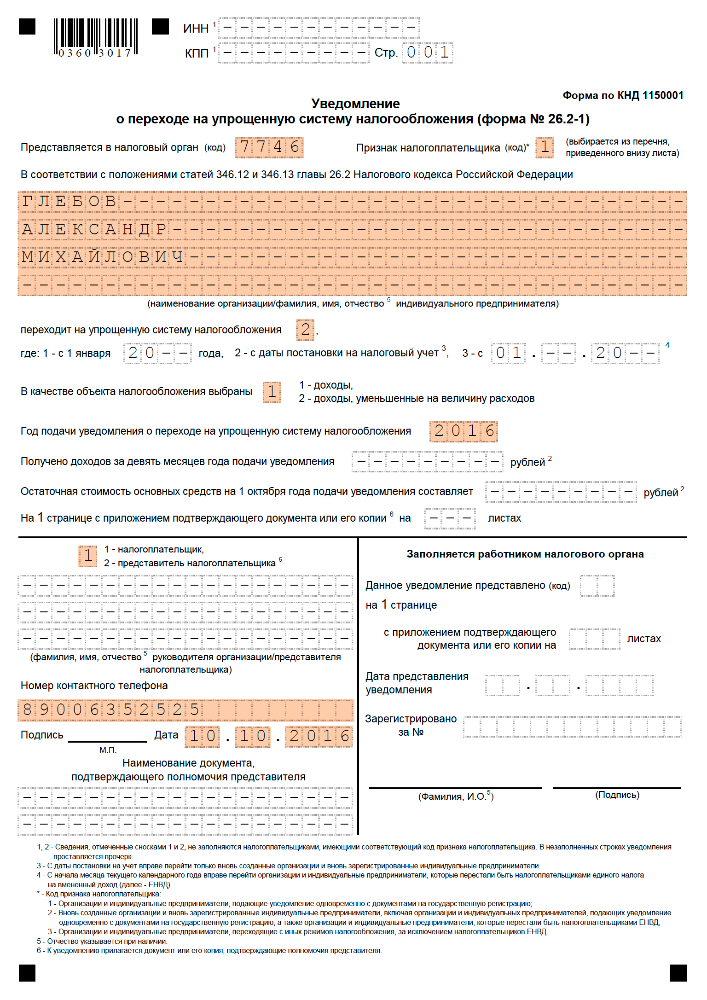 ИНН 1 - - - - - - - - - - - -
0360 3017
КПП 1 - - - - - - - - - Стр. 001
Форма по КНД 1150001
Уведомление
о переходе на упрощенную систему налогообложения (форма № 26.2-1)
Представляется в налоговый орган (код) 7746 Признак налогоплательщика (код)* 1 (выбирается из перечня,
приведенного внизу листа)
В соответствии с положениями статей 346.12 и 346.13 главы 26.2 Налогового кодекса Российской Федерации
ГЛЕБОВ- - - - - - - - - - - - - - - - - - - - - - - - - - - - - - - - - -
АЛЕКСАНДР- - - - - - - - - - - - - - - - - - - - - - - - - - - - - - -
МИХАЙЛОВИЧ- - - - - - - - - - - - - - - - - - - - - - - - - - - - - -
- - - - - - - - - - - - - - - - - - - - - - - - - - - - - - - - - - - - - - - -
(наименование организации/фамилия, имя, отчество 5 индивидуального предпринимателя)
переходит на упрощенную систему налогообложения 2 ,
где: 1 - с 1 января 20-- года, 2 - с даты постановки на налоговый учет 3, 3 - с 01.--.20-- 4
В качестве объекта налогообложения выбраны 1 1 - доходы,
2 - доходы, уменьшенные на величину расходов
Год подачи уведомления о переходе на упрощенную систему налогообложения 2016
Получено доходов за девять месяцев года подачи уведомления - - - - - - - - - рублей 2
Остаточная стоимость основных средств на 1 октября года подачи уведомления составляет - - - - - - - - - рублей 2
На 1 странице с приложением подтверждающего документа или его копии 6 на - - - листах
1 1 - налогоплательщик,
2 - представитель налогоплательщика 6
- - - - - - - - - - - - - - - - - - - -
- - - - - - - - - - - - - - - - - - - -
- - - - - - - - - - - - - - - - - - - -
(фамилия, имя, отчество 5 руководителя организации/представителя
налогоплательщика)
Номер контактного телефона
89006352525
Подпись Дата 10.10.2016
М.П.
Наименование документа,
подтверждающего полномочия представителя
- - - - - - - - - - - - - - - - - - - -
- - - - - - - - - - - - - - - - - - - -
Заполняется работником налогового органа
Данное уведомление представлено (код)
на 1 странице
с приложением подтверждающего
документа или его копии на листах
Дата представления
уведомления . .
Зарегистрировано
за №
(Фамилия, И.О.5) (Подпись)
1, 2 - Сведения, отмеченные сносками 1 и 2, не заполняются налогоплательщиками, имеющими соответствующий код признака налогоплательщика. В незаполненных строках уведомления
проставляется прочерк.
3 - С даты постановки на учет вправе перейти только вновь созданные организации и вновь зарегистрированные индивидуальные предприниматели.
4 - С начала месяца текущего календарного года вправе перейти организации и индивидуальные предприниматели, которые перестали быть налогоплательщиками единого налога
на вмененный доход (далее - ЕНВД).
* - Код признака налогоплательщика:
1 - Организации и индивидуальные предприниматели, подающие уведомление одновременно с документами на государственную регистрацию;
2 - Вновь созданные организации и вновь зарегистрированные индивидуальные предприниматели, включая организации и индивидуальных предпринимателей, подающих уведомление
одновременно с документами на государственную регистрацию, а также организации и индивидуальные предприниматели, которые перестали быть налогоплательщиками ЕНВД;
3 - Организации и индивидуальные предприниматели, переходящие с иных режимов налогообложения, за исключением налогоплательщиков ЕНВД.
5 - Отчество указывается при наличии.
6 - К уведомлению прилагается документ или его копия, подтверждающие полномочия представителя.